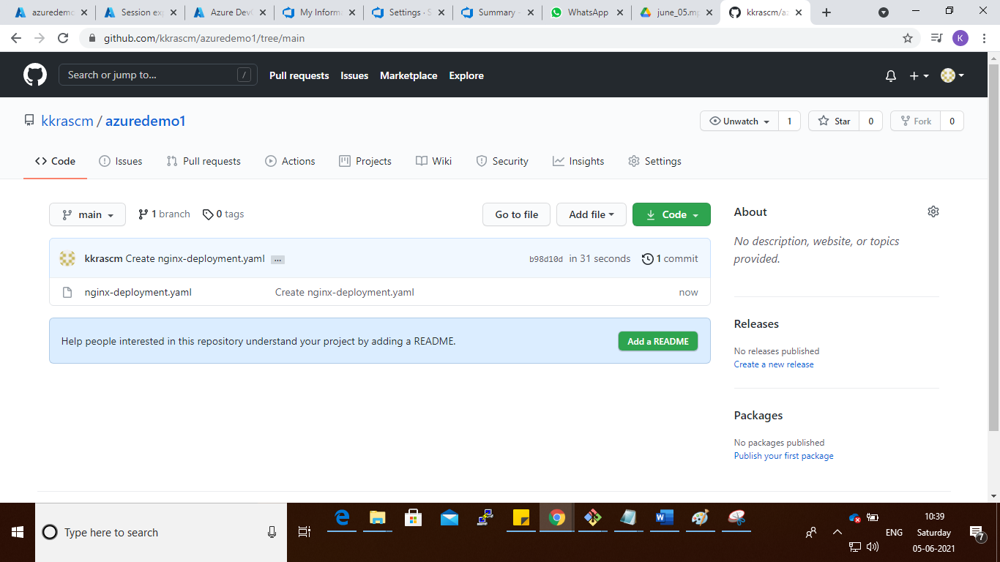 azuredemo
Session exp
Azure DevO
My Informa
Settings · S
Summary -
WhatsApp
june_05.mp
kkrascm/az
github.com/kkrascm/azuredemo1/tree/main
K
Search or jump to...
/
Pull requests
Issues
Marketplace
Explore
kkrascm / azuredemo1
Unwatch
1
Star
0
Fork
0
Code
Issues
Pull requests
Actions
Projects
Wiki
Security
Insights
Settings
main
1 branch
0 tags
Go to file
Add file
Code
About
kkrascm Create nginx-deployment.yaml ...
b98d10d in 31 seconds
1 commit
No description, website, or topics
provided.
nginx-deployment.yaml
Create nginx-deployment.yaml
now
Help people interested in this repository understand your project by adding a README.
Add a README
Releases
No releases published
Create a new release
Packages
No packages published
Publish your first package
Type here to search
ENG
10:39
Saturday
05-06-2021
7